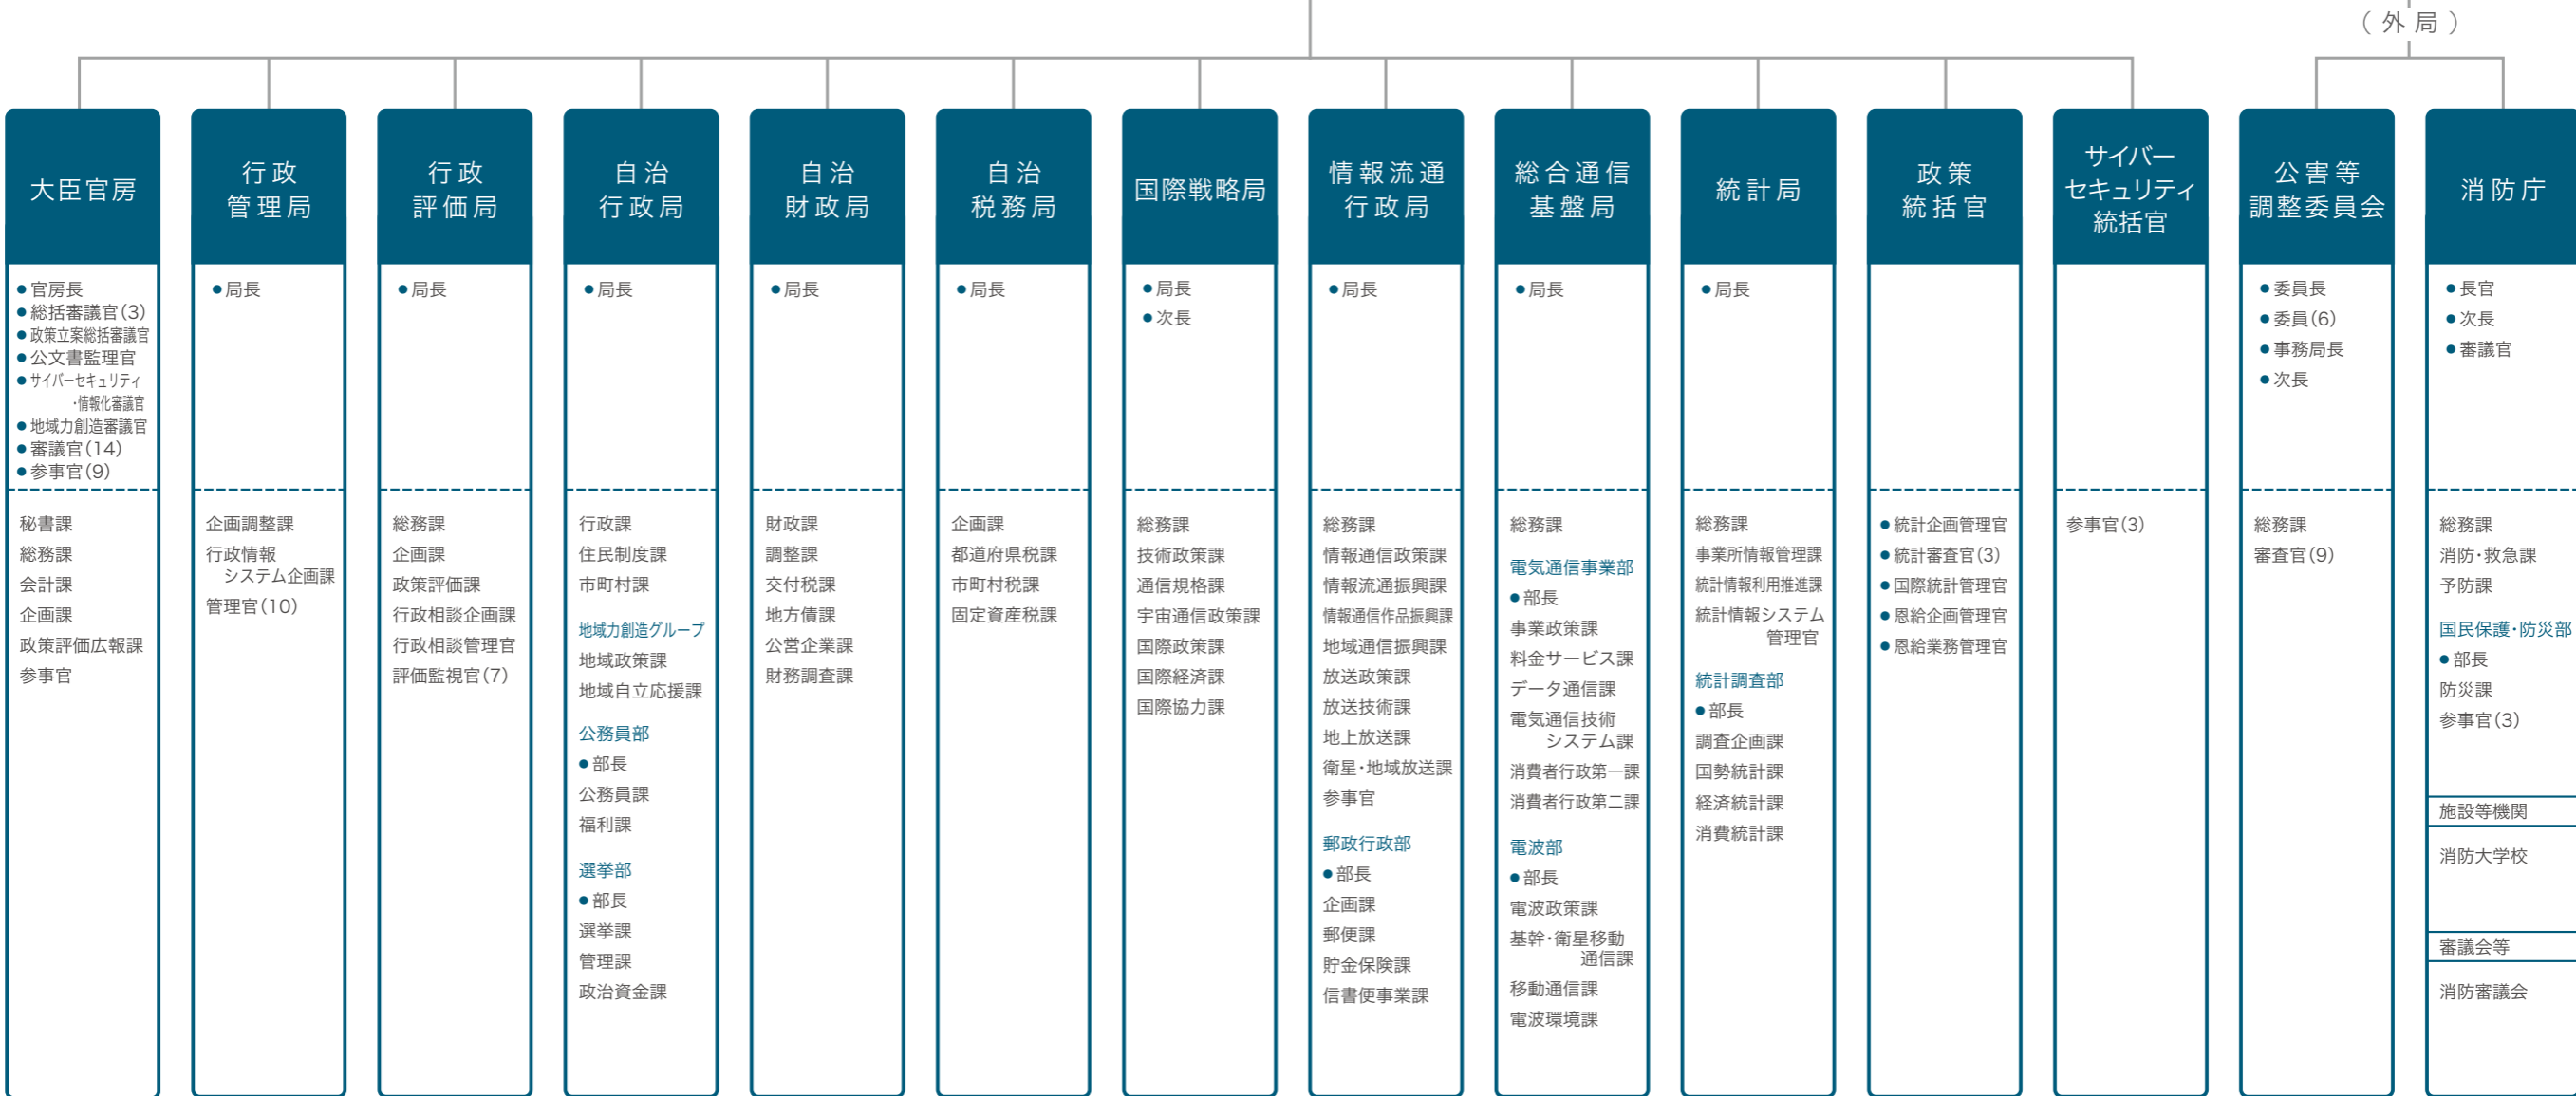 （外局）
大臣官房
●官房長
●総括審議官(3)
●政策立案総括審議官
●公文書監理官
●サイバーセキュリティ
・情報化審議官
●地域力創造審議官
●審議官(14)
●参事官(9)
秘書課
総務課
会計課
企画課
政策評価広報課
参事官
行政
管理局
●局長
企画調整課
行政情報
システム企画課
管理官(10)
行政
評価局
●局長
総務課
企画課
政策評価課
行政相談企画課
行政相談管理官
評価監視官(7)
自治
行政局
●局長
行政課
住民制度課
市町村課
地域力創造グループ
地域政策課
地域自立応援課
公務員部
●部長
公務員課
福利課
選挙部
●部長
選挙課
管理課
政治資金課
自治
財政局
●局長
財政課
調整課
交付税課
地方債課
公営企業課
財務調査課
自治
税務局
●局長
企画課
都道府県税課
市町村税課
固定資産税課
国際戦略局
●局長
●次長
総務課
技術政策課
通信規格課
宇宙通信政策課
国際政策課
国際経済課
国際協力課
情報流通
行政局
●局長
総務課
情報通信政策課
情報流通振興課
情報通信作品振興課
地域通信振興課
放送政策課
放送技術課
地上放送課
衛星・地域放送課
参事官
郵政行政部
●部長
企画課
郵便課
貯金保険課
信書便事業課
総合通信
基盤局
●局長
総務課
電気通信事業部
●部長
事業政策課
料金サービス課
データ通信課
電気通信技術
システム課
消費者行政第一課
消費者行政第二課
電波部
●部長
電波政策課
基幹・衛星移動
通信課
移動通信課
電波環境課
統計局
●局長
総務課
事業所情報管理課
統計情報利用推進課
統計情報システム
管理官
統計調査部
●部長
調査企画課
国勢統計課
経済統計課
消費統計課
政策
統括官
●統計企画管理官
●統計審査官(3)
●国際統計管理官
●恩給企画管理官
●恩給業務管理官
サイバー
セキュリティ
統括官
参事官(3)
公害等
調整委員会
●委員長
●委員(6)
●事務局長
●次長
総務課
審査官(9)
消防庁
●長官
●次長
●審議官
総務課
消防・救急課
予防課
国民保護・防災部
●部長
防災課
参事官(3)
施設等機関
消防大学校
審議会等
消防審議会